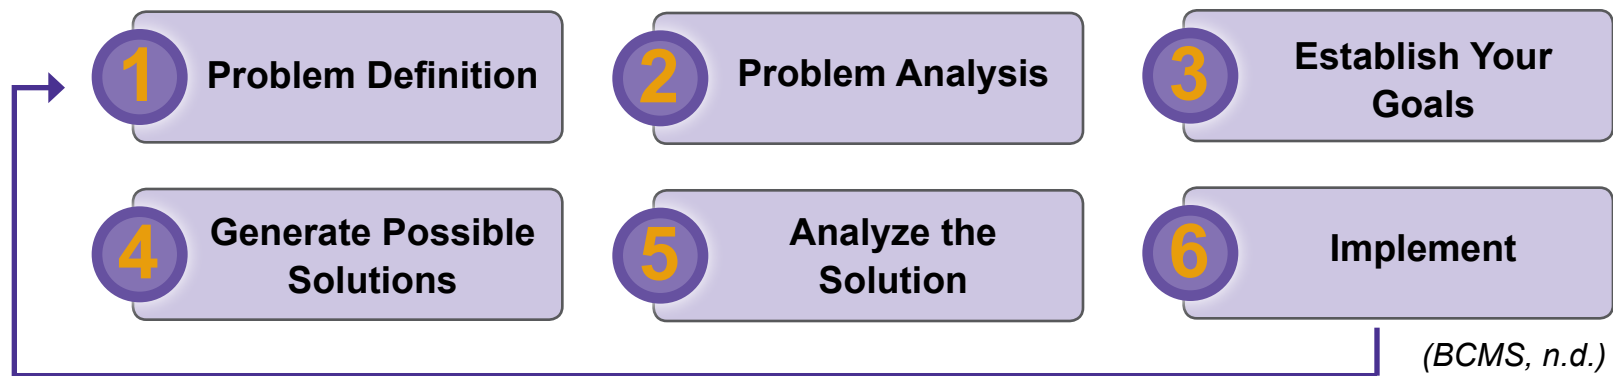 1 Problem Definition
2 Problem Analysis
3 Establish Your
Goals
4 Generate Possible
Solutions
5 Analyze the
Solution
6 Implement
(BCMS, n.d.)